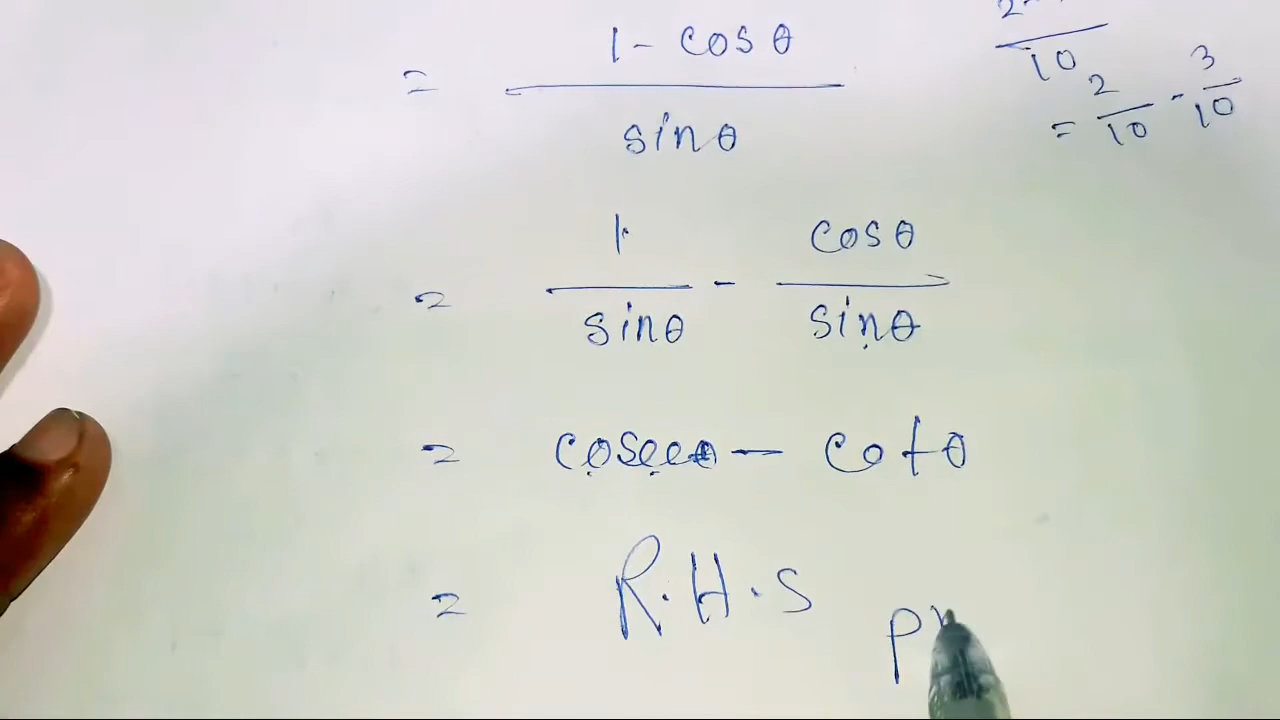 = 1 - cosθ / sinθ
= 1 / sinθ - cosθ / sinθ
= cosecθ - cotθ
= R.H.S
10
= 2/10 - 3/10